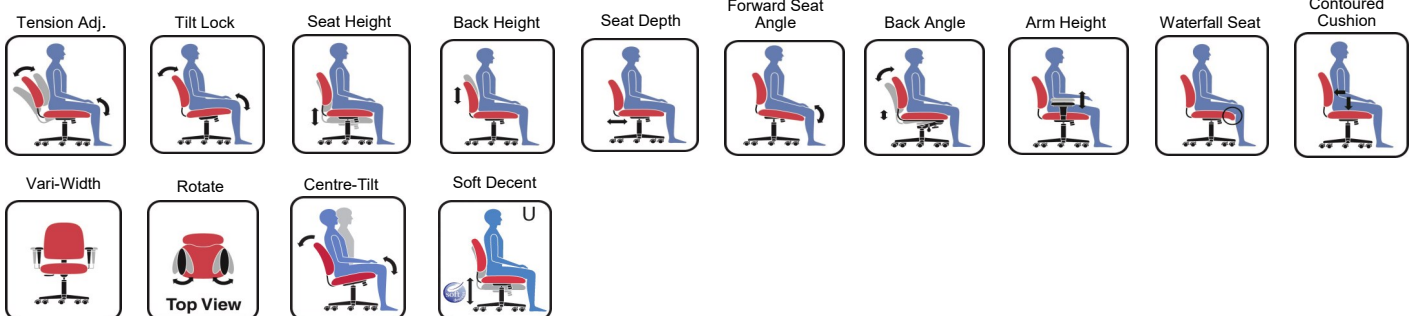 Tension Adj.
Tilt Lock
Seat Height
Back Height
Seat Depth
Forward Seat
Angle
Back Angle
Arm Height
Waterfall Seat
Contoured
Cushion
Vari-Width
Rotate
Top View
Centre-Tilt
Soft Decent
U
soft